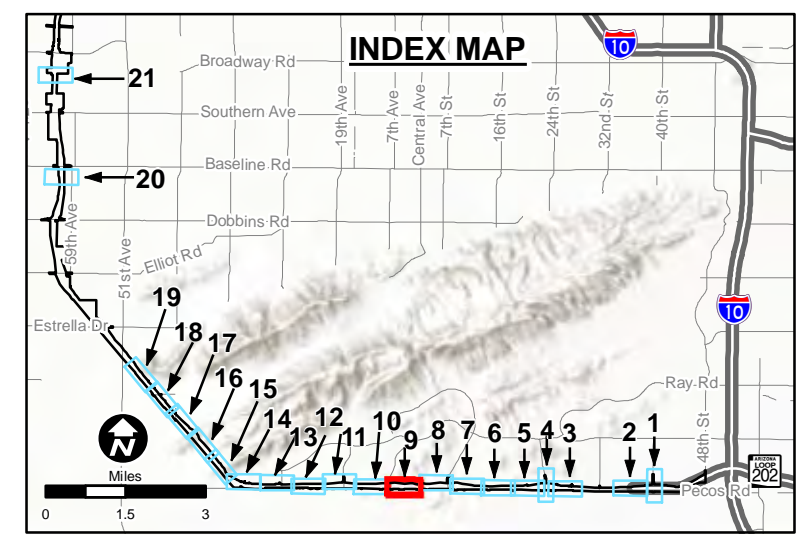 INDEX MAP
10
Broadway Rd
21
Southern Ave
19th Ave
7th Ave
Central Ave
7th St
16th St
24th St
32nd St
40th St
Baseline Rd
20
59th Ave
Dobbins Rd
51st Ave
Elliot Rd
10
Estrella Dr
19
18
17
16
15
14
13
12
11
10
9
8
7
6
5
4
3
2
1
Ray Rd
48th St
ARIZONA
LOOP
202
Pecos Rd
N
Miles
0 1.5 3